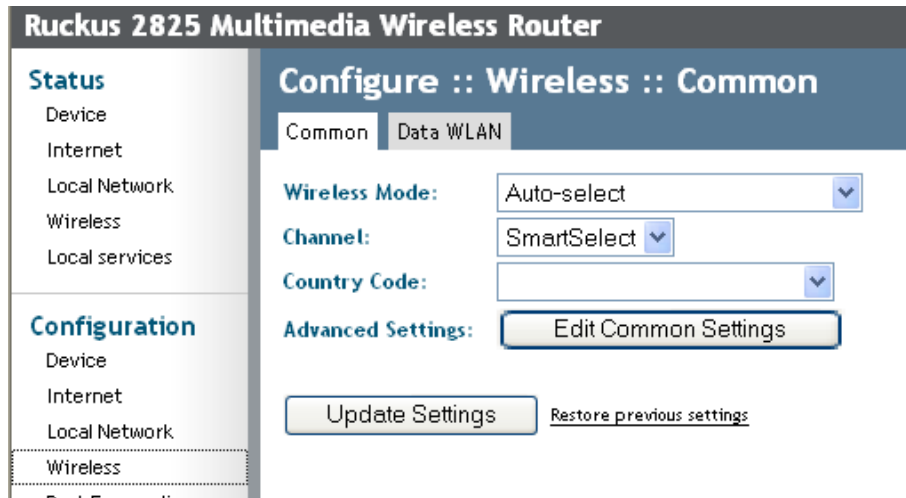 Ruckus 2825 Multimedia Wireless Router
Status
Device
Internet
Local Network
Wireless
Local services
Configuration
Device
Internet
Local Network
Wireless
Configure :: Wireless :: Common
Common
Data WLAN
Wireless Mode:
Auto-select
Channel:
SmartSelect
Country Code:
Advanced Settings:
Edit Common Settings
Update Settings
Restore previous settings